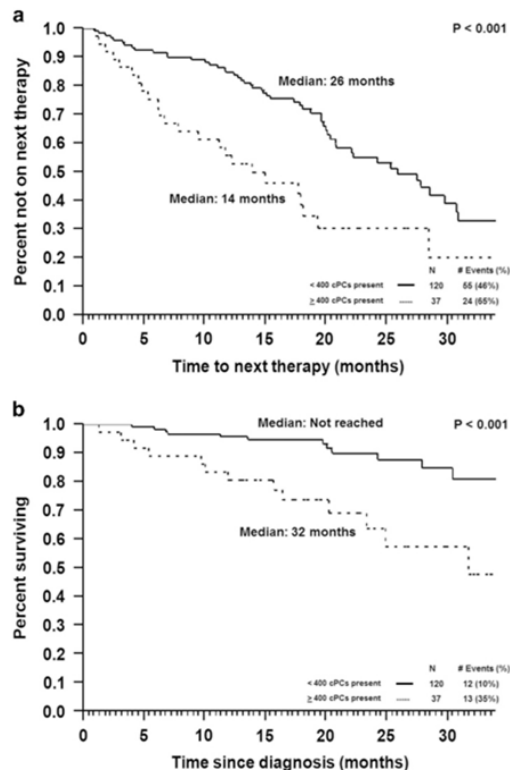 a
P < 0.001
Median: 26 months
Median: 14 months
Percent not on next therapy
1.0
0.9
0.8
0.7
0.6
0.5
0.4
0.3
0.2
0.1
0.0
N # Events (%)
< 400 cPCs present 120 55 (46%)
≥ 400 cPCs present 37 24 (65%)
0 5 10 15 20 25 30
Time to next therapy (months)
b
Median: Not reached
P < 0.001
Median: 32 months
Percent surviving
1.0
0.9
0.8
0.7
0.6
0.5
0.4
0.3
0.2
0.1
0.0
N # Events (%)
< 400 cPCs present 120 12 (10%)
≥ 400 cPCs present 37 13 (35%)
0 5 10 15 20 25 30
Time since diagnosis (months)